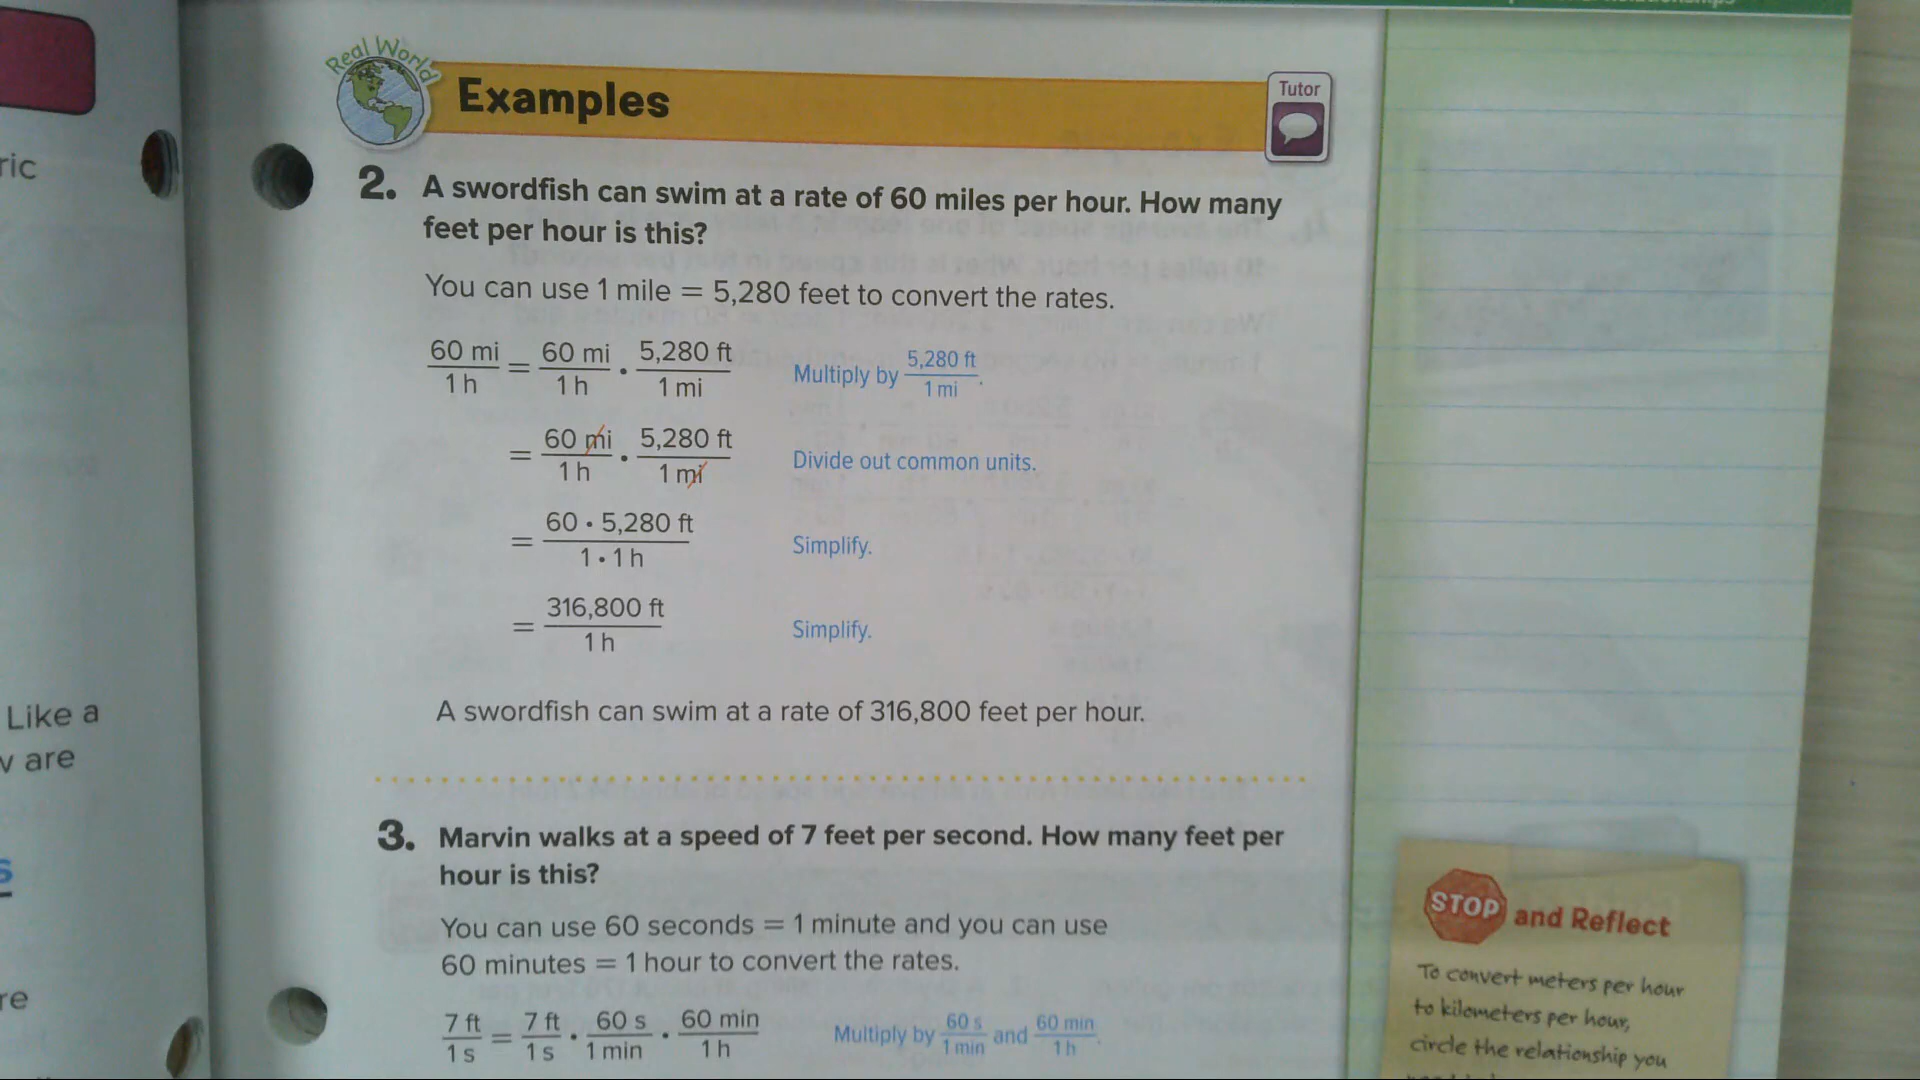 Real World
Examples
Tutor
2. A swordfish can swim at a rate of 60 miles per hour. How many
feet per hour is this?
You can use 1 mile = 5,280 feet to convert the rates.
60 mi/1 h = 60 mi/1 h · 5,280 ft/1 mi Multiply by 5,280 ft/1 mi.
= 60 mi/1 h · 5,280 ft/1 mi Divide out common units.
= 60 · 5,280 ft/1 · 1 h Simplify.
= 316,800 ft/1 h Simplify.
A swordfish can swim at a rate of 316,800 feet per hour.
3. Marvin walks at a speed of 7 feet per second. How many feet per
hour is this?
You can use 60 seconds = 1 minute and you can use
60 minutes = 1 hour to convert the rates.
7 ft/1 s = 7 ft/1 s · 60 s/1 min · 60 min/1 h Multiply by 60 s/1 min and 60 min/1 h.
STOP and Reflect
To convert meters per hour
to kilometers per hour,
circle the relationship you
ric
Like a
are
re